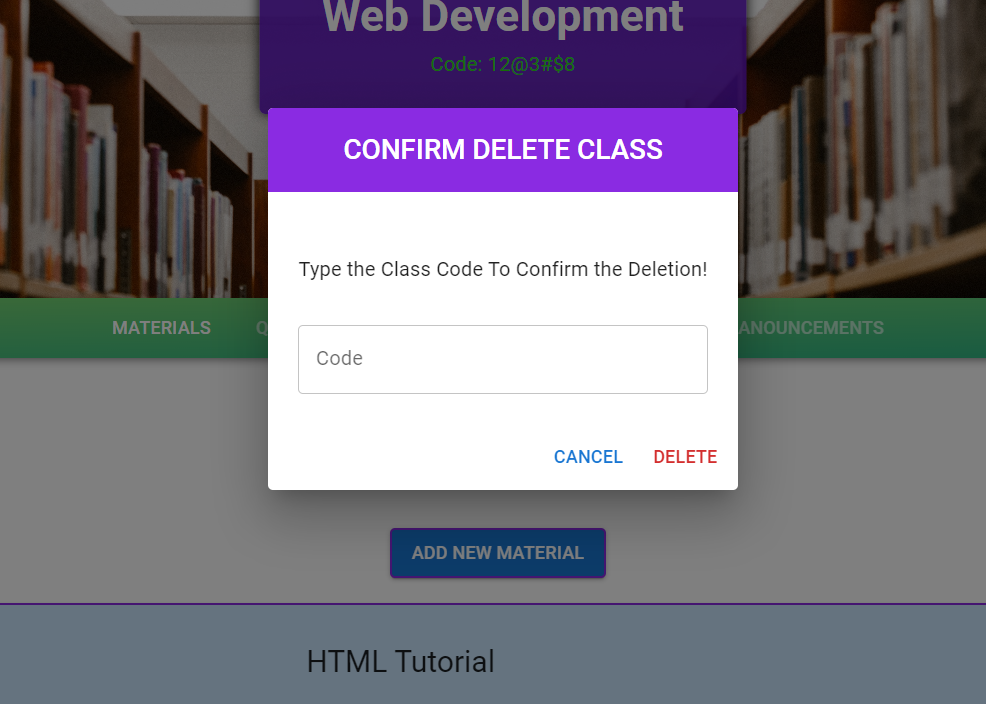 Web Development
Code: 12@3#$8
CONFIRM DELETE CLASS
Type the Class Code To Confirm the Deletion!
MATERIALS
ANOUNCEMENTS
Code
CANCEL DELETE
ADD NEW MATERIAL
HTML Tutorial